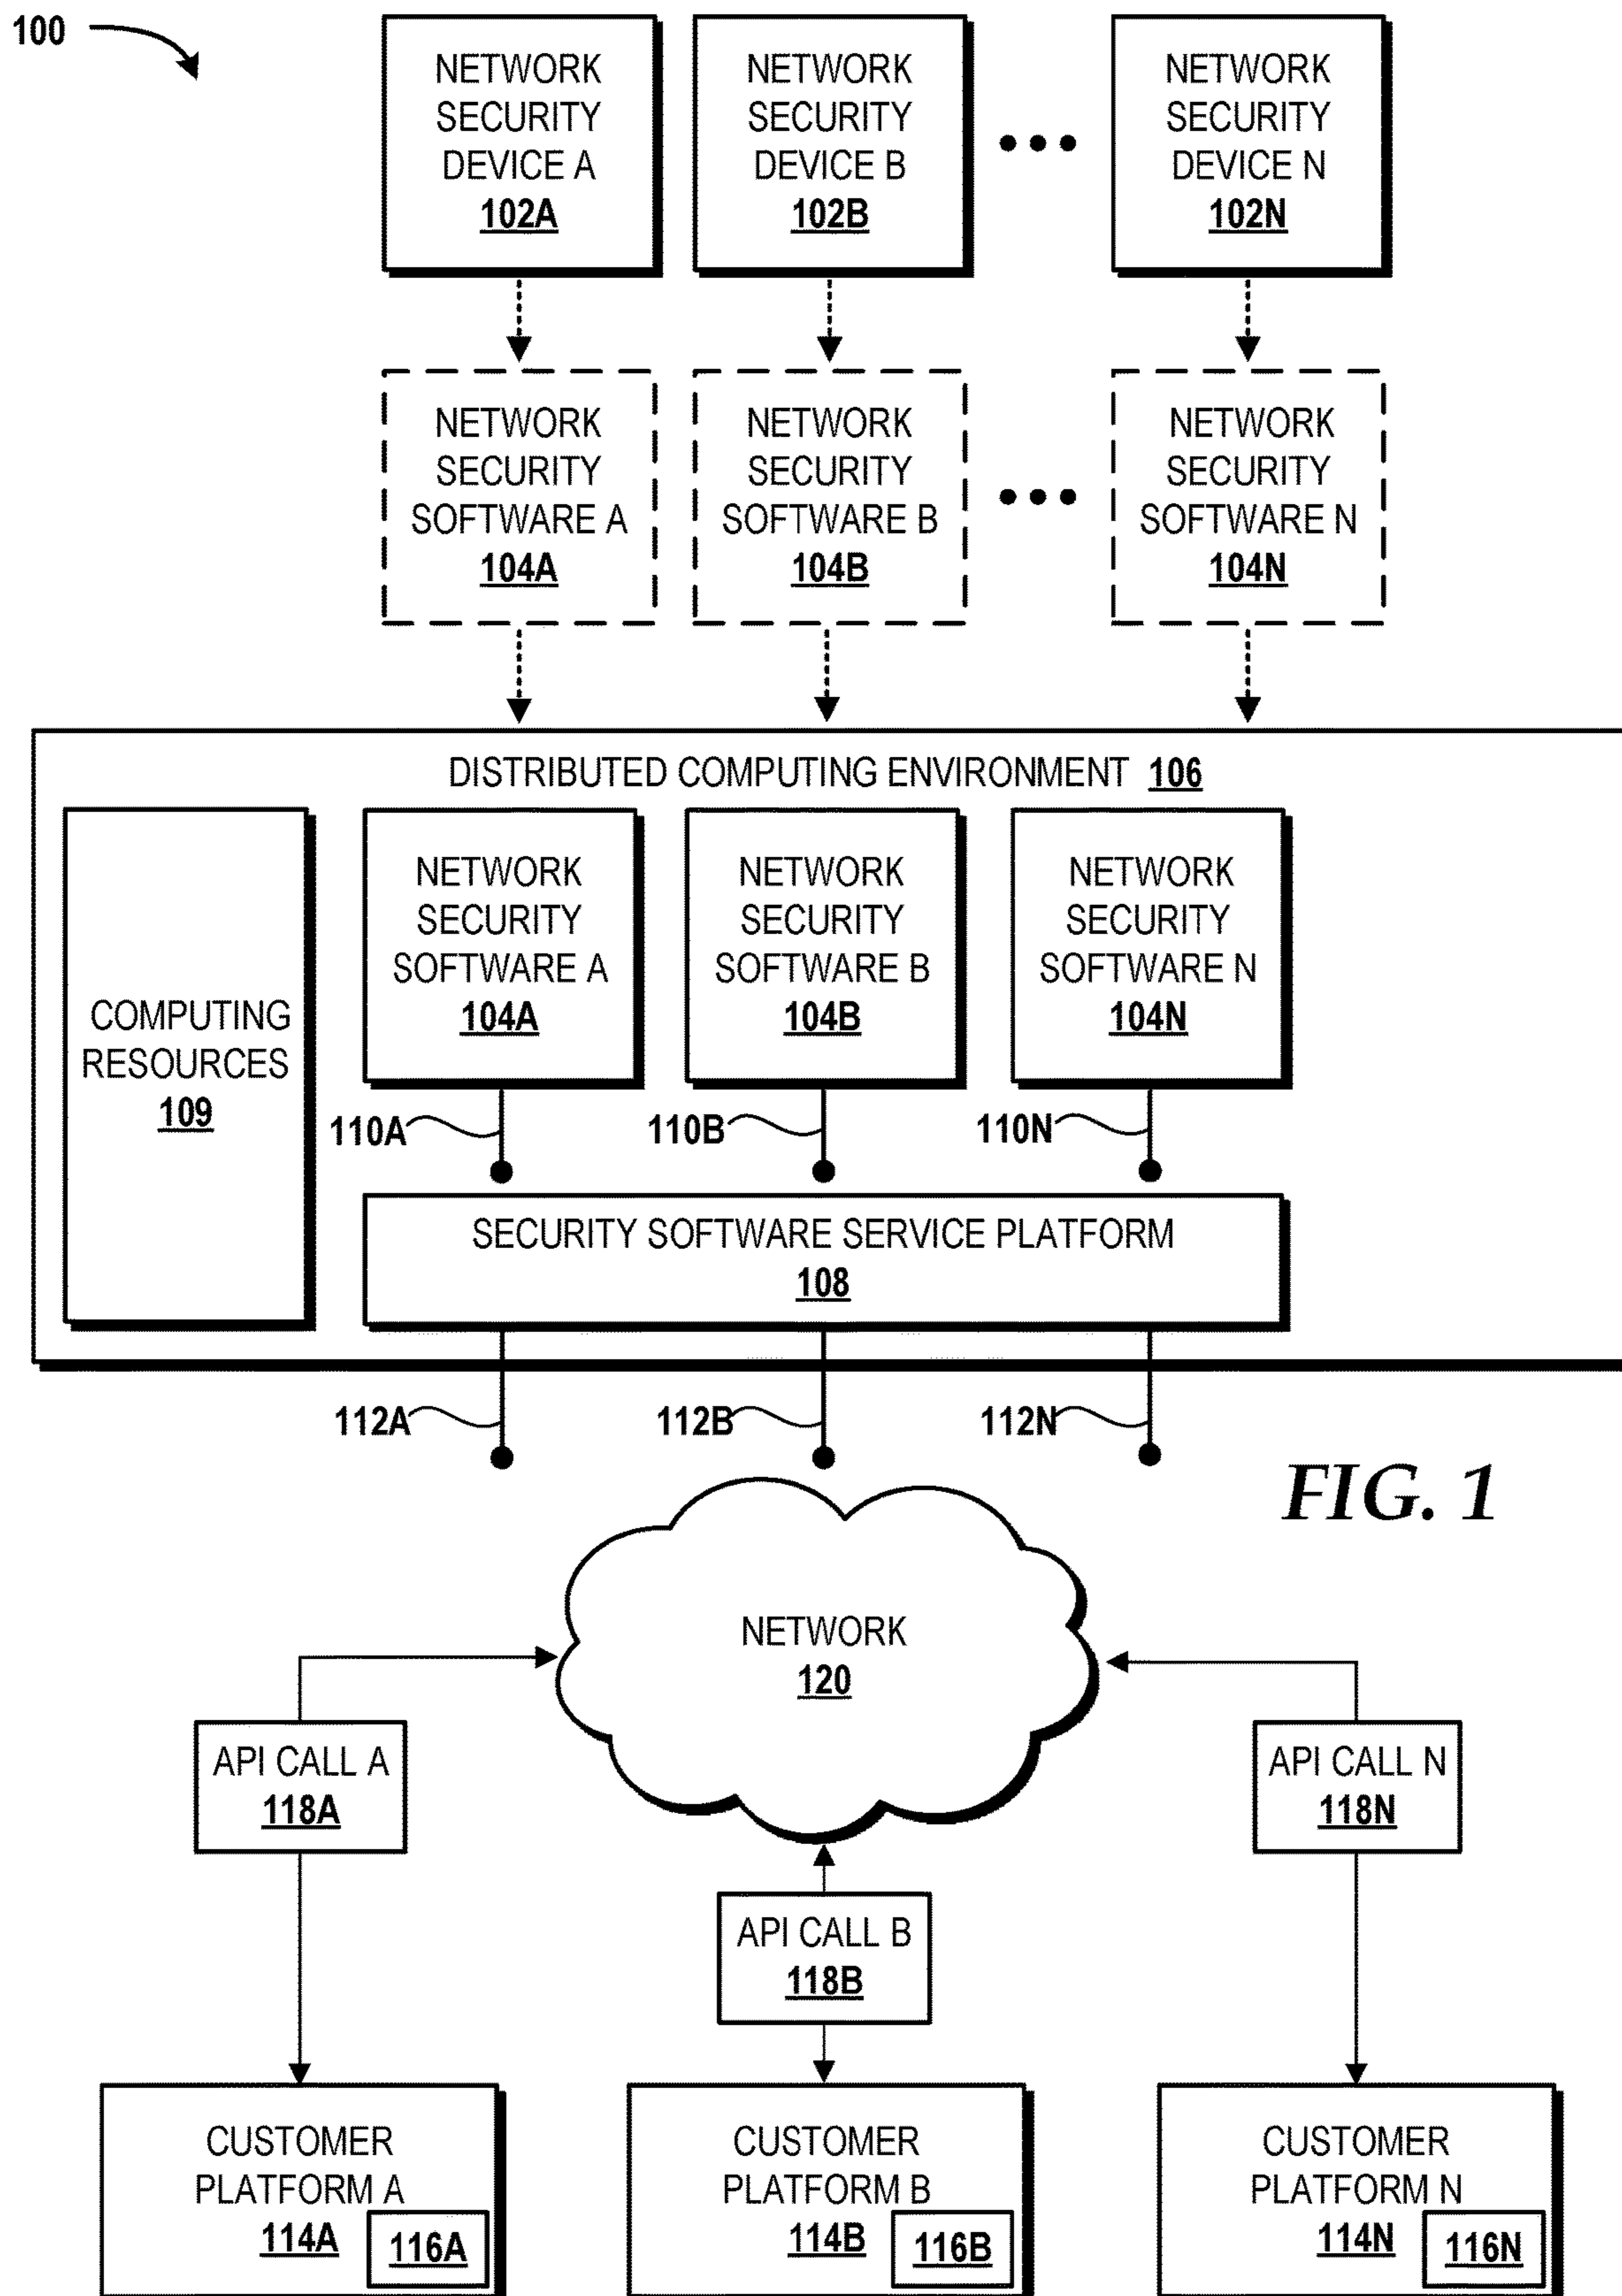 100
NETWORK
SECURITY
DEVICE A
102A
NETWORK
SECURITY
DEVICE B
102B
NETWORK
SECURITY
DEVICE N
102N
NETWORK
SECURITY
SOFTWARE A
104A
NETWORK
SECURITY
SOFTWARE B
104B
NETWORK
SECURITY
SOFTWARE N
104N
DISTRIBUTED COMPUTING ENVIRONMENT 106
COMPUTING
RESOURCES
109
NETWORK
SECURITY
SOFTWARE A
104A
NETWORK
SECURITY
SOFTWARE B
104B
NETWORK
SECURITY
SOFTWARE N
104N
110A
110B
110N
SECURITY SOFTWARE SERVICE PLATFORM
108
112A
112B
112N
FIG. 1
NETWORK
120
API CALL A
118A
API CALL B
118B
API CALL N
118N
CUSTOMER
PLATFORM A
114A
116A
CUSTOMER
PLATFORM B
114B
116B
CUSTOMER
PLATFORM N
114N
116N